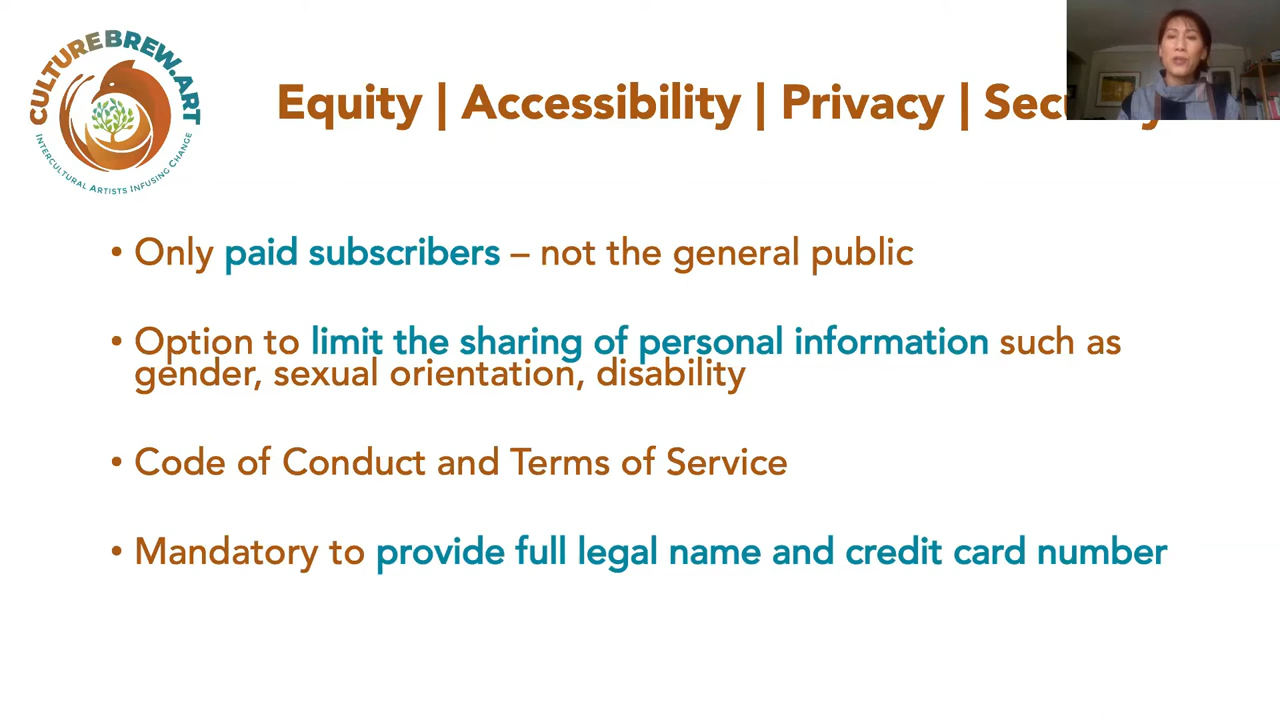 CULTUREBREW.ART
INTERCULTURAL ARTISTS INFUSING CHANGE
Equity | Accessibility | Privacy |
• Only paid subscribers – not the general public
• Option to limit the sharing of personal information such as
gender, sexual orientation, disability
• Code of Conduct and Terms of Service
• Mandatory to provide full legal name and credit card number